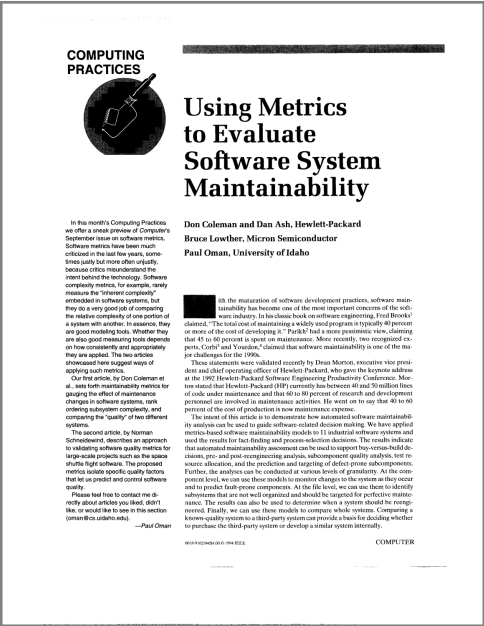 COMPUTING
PRACTICES
Using Metrics
to Evaluate
Software System
Maintainability
Don Coleman and Dan Ash, Hewlett-Packard
Bruce Lowther, Micron Semiconductor
Paul Oman, University of Idaho
In this month's Computing Practices
we offer a sneak preview of Computer's
September issue on software metrics.
Software metrics have been much
criticized in the last few years, some-
times justly but more often unjustly,
because critics misunderstand the
intent behind the technology. Software
complexity metrics, for example, rarely
measure the "inherent complexity"
embedded in software systems, but
they do a very good job of comparing
the relative complexity of one portion of
a system with another. In essence, they
are good modeling tools. Whether they
are also good measuring tools depends
on how consistently and appropriately
they are applied. The two articles
showcased here suggest ways of
applying such metrics.
Our first article, by Don Coleman et
al., sets forth maintainability metrics for
gauging the effect of maintenance
changes in software systems, rank
ordering subsystem complexity, and
comparing the "quality" of two different
systems.
The second article, by Norman
Schneidewind, describes an approach
to validating software quality metrics for
large-scale projects such as the space
shuttle flight software. The proposed
metrics isolate specific quality factors
that let us predict and control software
quality.
Please feel free to contact me di-
rectly about articles you liked, didn't
like, or would like to see in this section
(oman@cs.uidaho.edu).
—Paul Oman
ith the maturation of software development practices, software main-
tainability has become one of the most important concerns of the soft-
ware industry. In his classic book on software engineering, Fred Brooks1
claimed, "The total cost of maintaining a widely used program is typically 40 percent
or more of the cost of developing it." Parikh2 had a more pessimistic view, claiming
that 45 to 60 percent is spent on maintenance. More recently, two recognized ex-
perts, Corbi3 and Yourdon,4 claimed that software maintainability is one of the ma-
jor challenges for the 1990s.
These statements were validated recently by Dean Morton, executive vice presi-
dent and chief operating officer of Hewlett-Packard, who gave the keynote address
at the 1992 Hewlett-Packard Software Engineering Productivity Conference. Mor-
ton stated that Hewlett-Packard (HP) currently has between 40 and 50 million lines
of code under maintenance and that 60 to 80 percent of research and development
personnel are involved in maintenance activities. He went on to say that 40 to 60
percent of the cost of production is now maintenance expense.
The intent of this article is to demonstrate how automated software maintainabil-
ity analysis can be used to guide software-related decision making. We have applied
metrics-based software maintainability models to 11 industrial software systems and
used the results for fact-finding and process-selection decisions. The results indicate
that automated maintainability assessment can be used to support buy-versus-build de-
cisions, pre- and post-reengineering analysis, subcomponent quality analysis, test re-
source allocation, and the prediction and targeting of defect-prone subcomponents.
Further, the analyses can be conducted at various levels of granularity. At the com-
ponent level, we can use these models to monitor changes to the system as they occur
and to predict fault-prone components. At the file level, we can use them to identify
subsystems that are not well organized and should be targeted for perfective mainte-
nance. The results can also be used to determine when a system should be reengi-
neered. Finally, we can use these models to compare whole systems. Comparing a
known-quality system to a third-party system can provide a basis for deciding whether
to purchase the third-party system or develop a similar system internally.
0018-9162/94/$4.00 © 1994 IEEE
COMPUTER